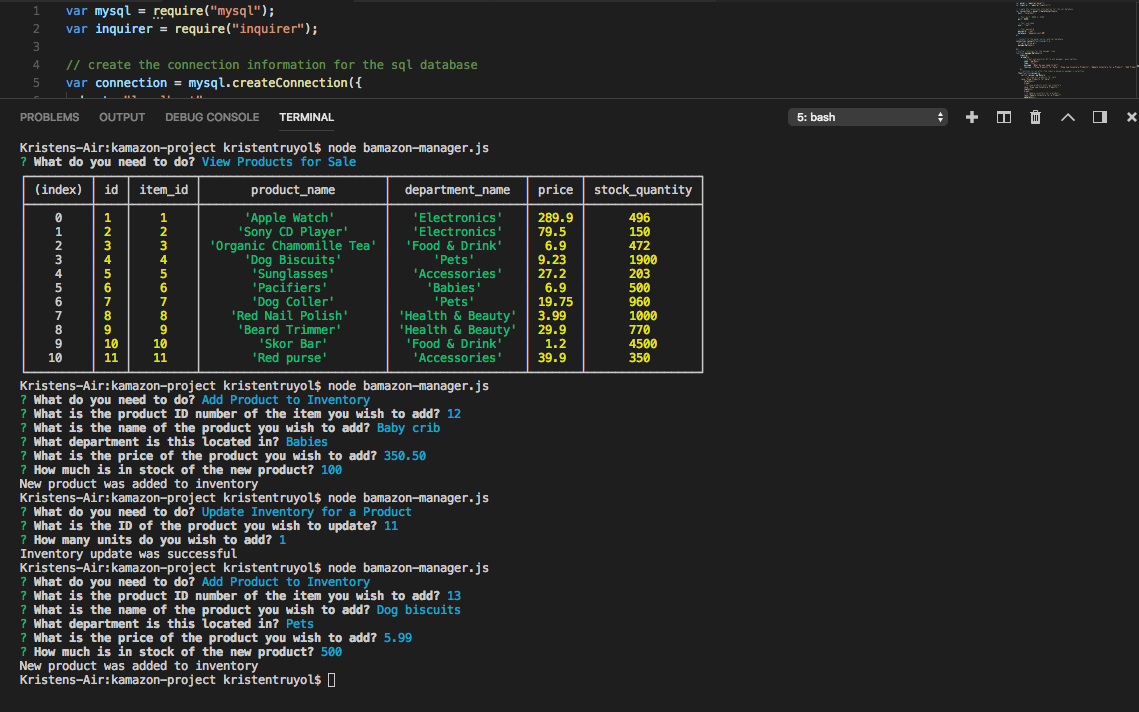 1 var mysql = require("mysql");
2 var inquirer = require("inquirer");
3
4 // create the connection information for the sql database
5 var connection = mysql.createConnection({
PROBLEMS OUTPUT DEBUG CONSOLE TERMINAL 5: bash
Kristens-Air:kamazon-project kristentruyol$ node bamazon-manager.js
? What do you need to do? View Products for Sale
(index) id item_id product_name department_name price stock_quantity
0 1 1 'Apple Watch' 'Electronics' 289.9 496
1 2 2 'Sony CD Player' 'Electronics' 79.5 150
2 3 3 'Organic Chamomille Tea' 'Food & Drink' 6.9 472
3 4 4 'Dog Biscuits' 'Pets' 9.23 1900
4 5 5 'Sunglasses' 'Accessories' 27.2 203
5 6 6 'Pacifiers' 'Babies' 6.9 500
6 7 7 'Dog Coller' 'Pets' 19.75 960
7 8 8 'Red Nail Polish' 'Health & Beauty' 3.99 1000
8 9 9 'Beard Trimmer' 'Health & Beauty' 29.9 770
9 10 10 'Skor Bar' 'Food & Drink' 1.2 4500
10 11 11 'Red purse' 'Accessories' 39.9 350
Kristens-Air:kamazon-project kristentruyol$ node bamazon-manager.js
? What do you need to do? Add Product to Inventory
? What is the product ID number of the item you wish to add? 12
? What is the name of the product you wish to add? Baby crib
? What department is this located in? Babies
? What is the price of the product you wish to add? 350.50
? How much is in stock of the new product? 100
New product was added to inventory
Kristens-Air:kamazon-project kristentruyol$ node bamazon-manager.js
? What do you need to do? Update Inventory for a Product
? What is the ID of the product you wish to update? 11
? How many units do you wish to add? 1
Inventory update was successful
Kristens-Air:kamazon-project kristentruyol$ node bamazon-manager.js
? What do you need to do? Add Product to Inventory
? What is the product ID number of the item you wish to add? 13
? What is the name of the product you wish to add? Dog biscuits
? What department is this located in? Pets
? What is the price of the product you wish to add? 5.99
? How much is in stock of the new product? 500
New product was added to inventory
Kristens-Air:kamazon-project kristentruyol$